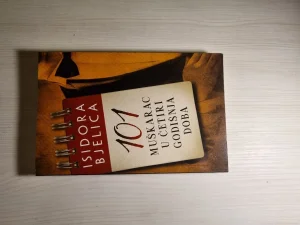 ISIDORA
BJELICA
101
MUŠKARAC
U ČETIRI
GODIŠNJA
DOBA